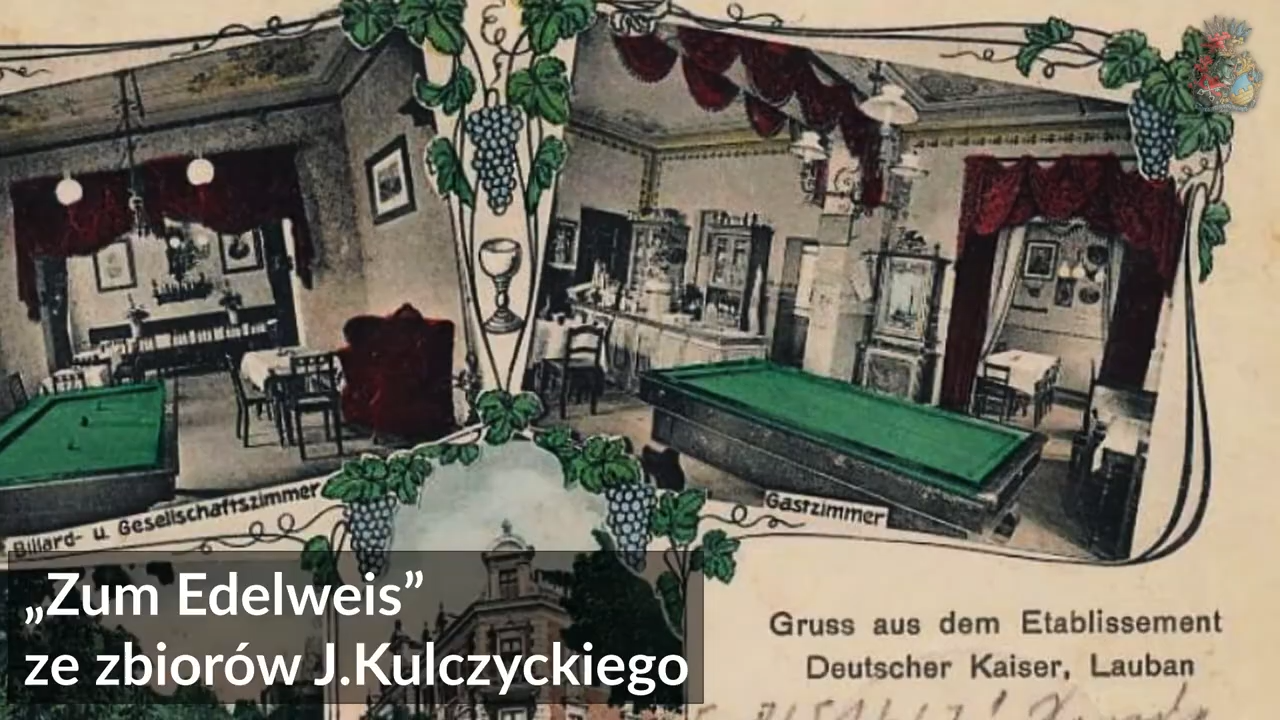 Billard- u. Gesellschaftszimmer
Gastzimmer
„Zum Edelweis”
ze zbiorów J.Kulczyckiego
Gruss aus dem Etablissement
Deutscher Kaiser, Lauban